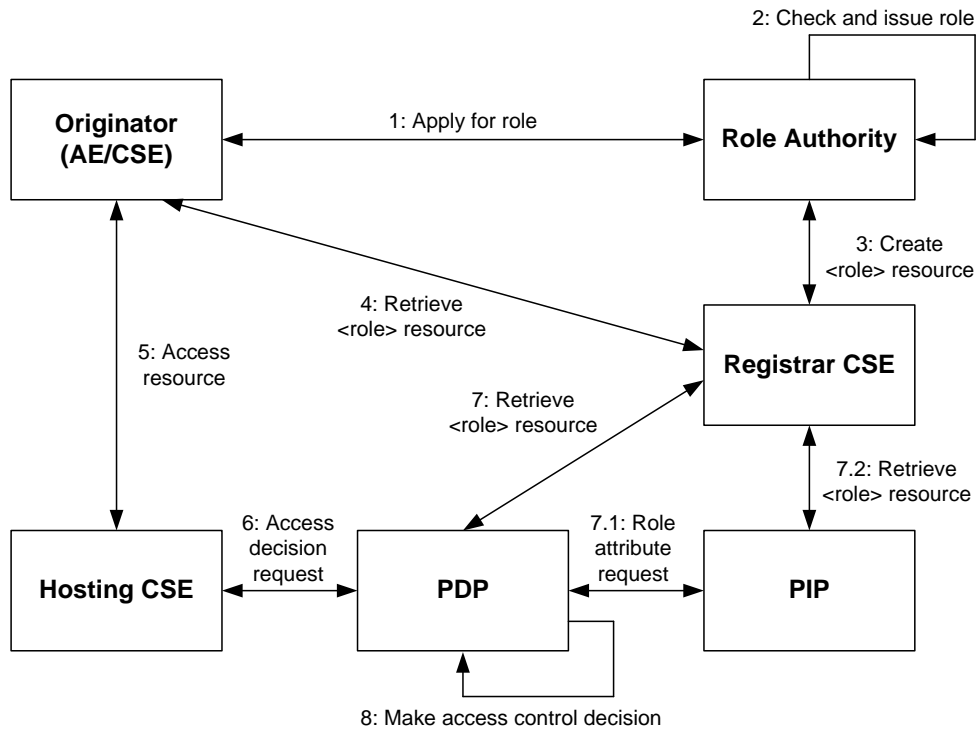 2: Check and issue role
Originator
(AE/CSE)
1: Apply for role
Role Authority
3: Create
<role> resource
4: Retrieve
<role> resource
5: Access
resource
Registrar CSE
7: Retrieve
<role> resource
7.2: Retrieve
<role> resource
6: Access
decision
request
7.1: Role
attribute
request
Hosting CSE
PDP
PIP
8: Make access control decision